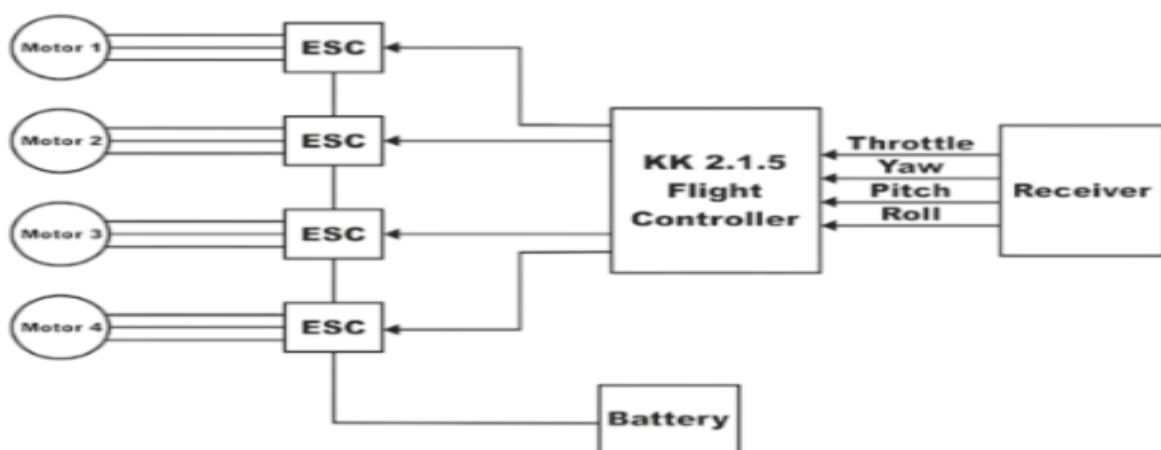 Motor 1
ESC
Motor 2
ESC
Motor 3
ESC
Motor 4
ESC
KK 2.1.5
Flight
Controller
Throttle
Yaw
Pitch
Roll
Receiver
Battery